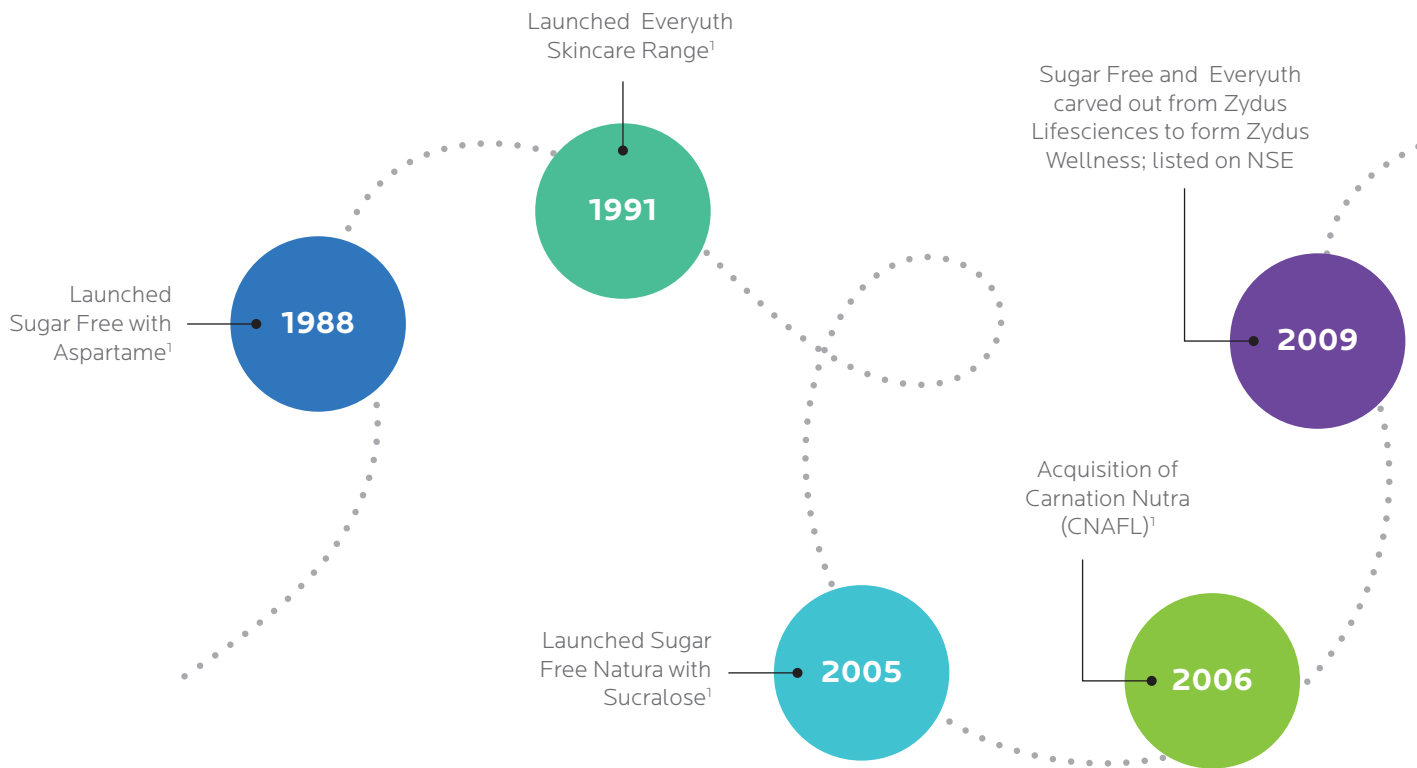 Launched
Sugar Free with
Aspartame¹
1988
Launched Everyuth
Skincare Range¹
1991
Launched Sugar
Free Natura with
Sucralose¹
2005
Acquisition of
Carnation Nutra
(CNAFL)¹
2006
Sugar Free and Everyuth
carved out from Zydus
Lifesciences to form Zydus
Wellness; listed on NSE
2009